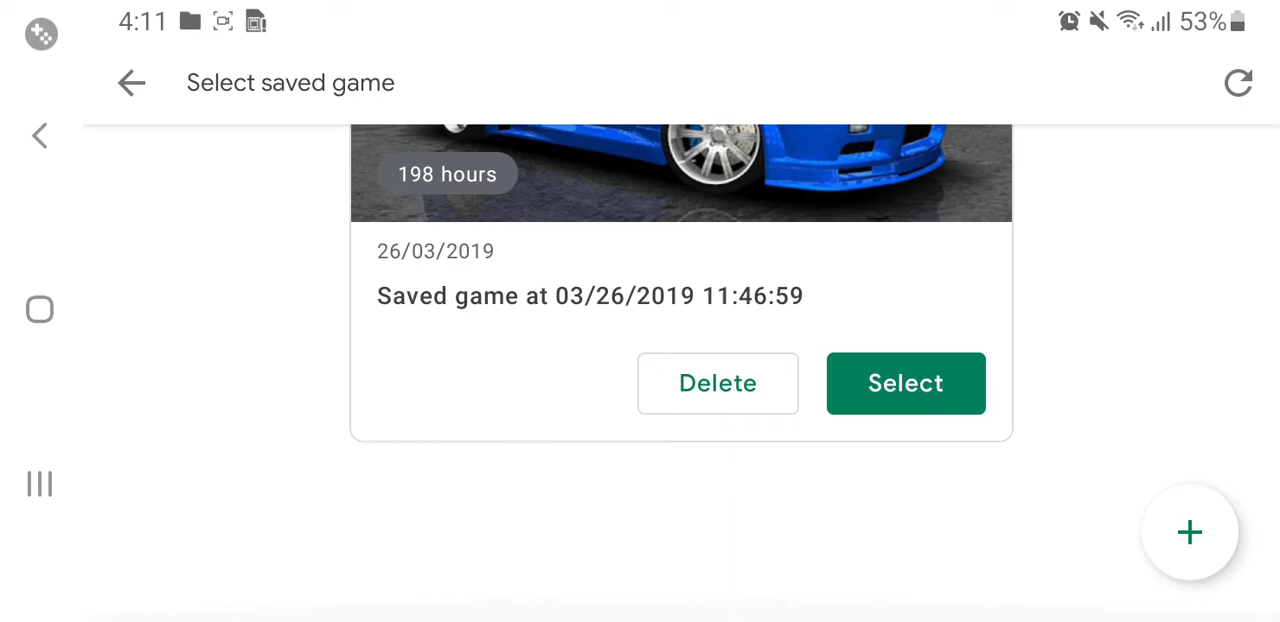 4:11
53%
Select saved game
198 hours
26/03/2019
Saved game at 03/26/2019 11:46:59
Delete
Select